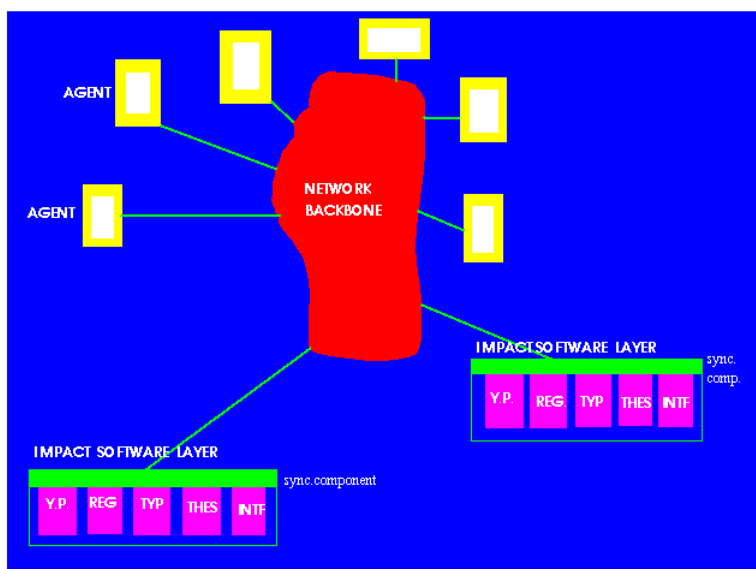 AGENT
AGENT
NETWORK
BACKBONE
IMPACT SOFTWARE LAYER
sync.
comp.
Y.P. REG. TYP THES INTF
IMPACT SOFTWARE LAYER
sync.component
Y.P. REG TYP THES INTF